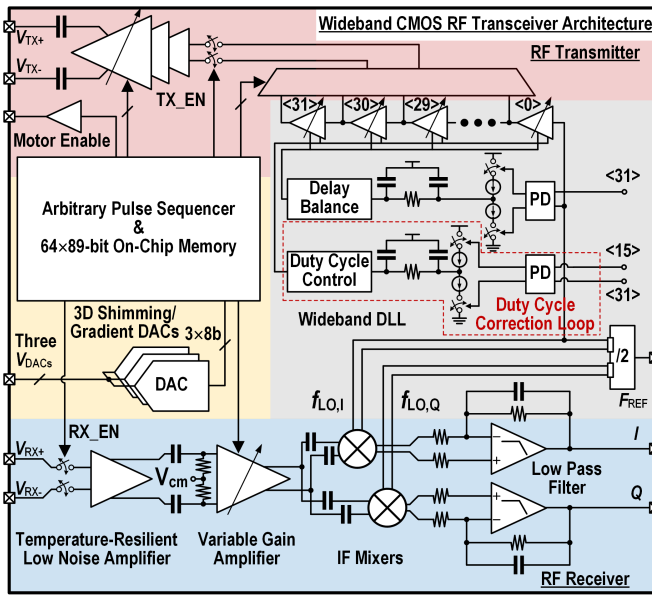 Wideband CMOS RF Transceiver Architecture
RF Transmitter
VTX+
VTX-
TX_EN
Motor Enable
<31>
<30>
<29>
<0>
Arbitrary Pulse Sequencer
&
64×89-bit On-Chip Memory
Delay
Balance
PD
<31>
Duty Cycle
Control
PD
<15>
<31>
Duty Cycle
Correction Loop
Wideband DLL
3D Shimming/
Gradient DACs
3×8b
Three
VDACs
DAC
/2
FREF
fLO,I
fLO,Q
RX_EN
VRX+
VRX-
Vcm
I
Low Pass
Filter
Q
Temperature-Resilient
Low Noise Amplifier
Variable Gain
Amplifier
IF Mixers
RF Receiver